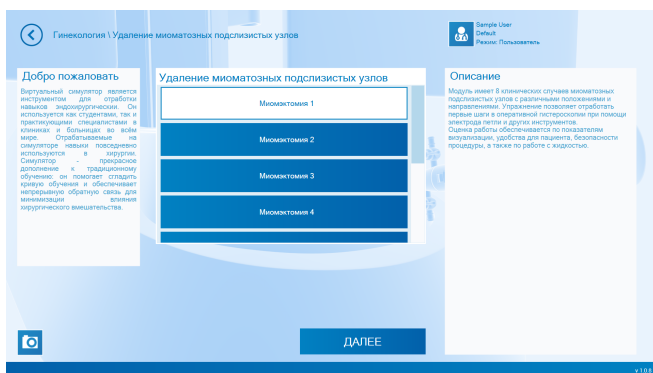 Гинекология \ Удаление миоматозных подслизистых узлов
Sample User
Default
Режим: Пользователь
Добро пожаловать
Виртуальный симулятор является
инструментом для отработки
навыков эндохирургически. Он
используется как студентами, так и
практикующими специалистами в
клиниках и больницах во всём
мире. Отрабатываемые на
симуляторе навыки повседневно
используются в хирургии.
Симулятор - прекрасное
дополнение к традиционному
обучению: он помогает сгладить
кривую обучения и обеспечивает
непрерывную обратную связь для
минимизации влияния
хирургического вмешательства.
Удаление миоматозных подслизистых узлов
Миомэктомия 1
Миомэктомия 2
Миомэктомия 3
Миомэктомия 4
Описание
Модуль имеет 8 клинических случаев миоматозных
подслизистых узлов с различными положениями и
направлениями. Упражнение позволяет отработать
первые шаги в оперативной гистероскопии при помощи
электрода петли и других инструментов.
Оценка работы обеспечивается по показателям
визуализации, удобства для пациента, безопасности
процедуры, а также по работе с жидкостью.
ДАЛЕЕ
v 1.0.8